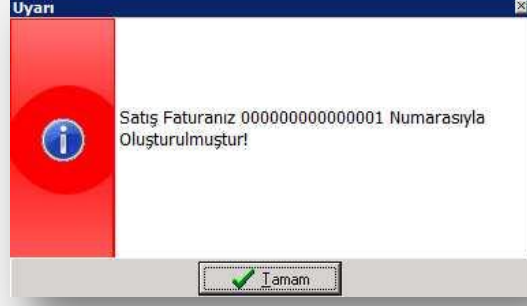 Uyarı
Satış Faturanız 000000000000001 Numarasıyla
Oluşturulmuştur!
Tamam